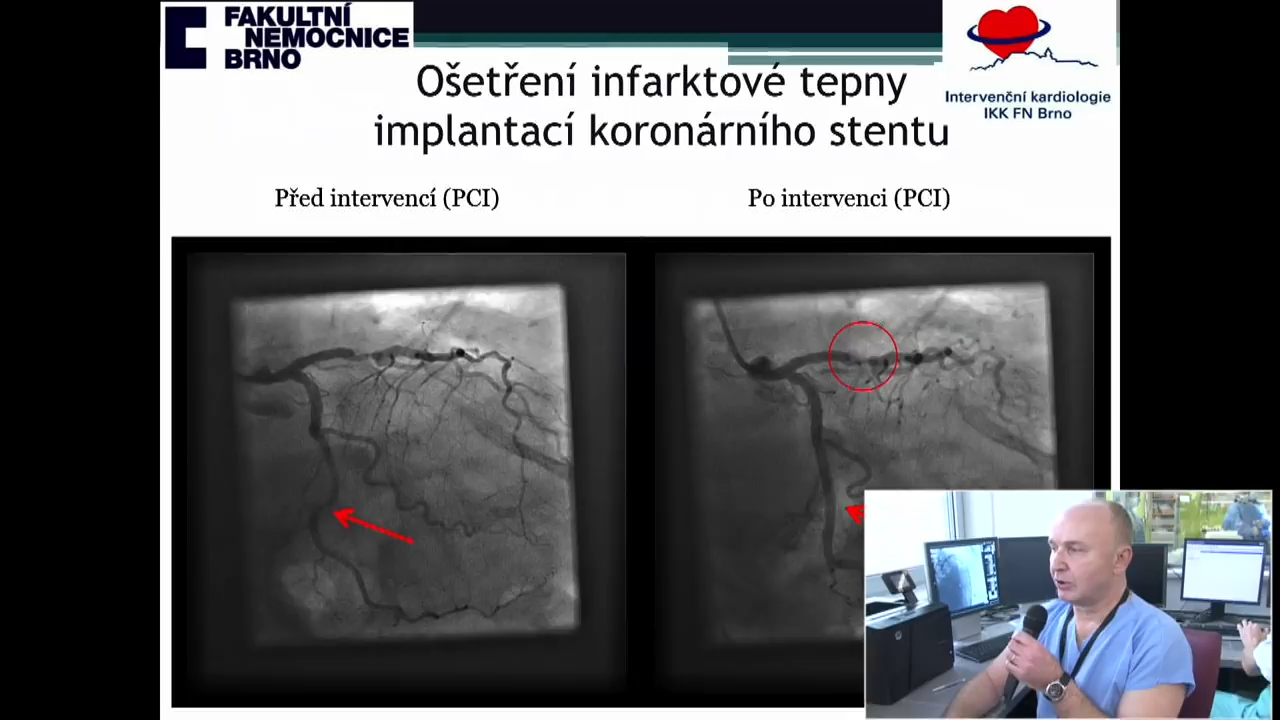 FAKULTNÍ
NEMOCNICE
BRNO
Ošetření infarktové tepny
implantací koronárního stentu
Intervenční kardiologie
IKK FN Brno
Před intervencí (PCI)
Po intervenci (PCI)